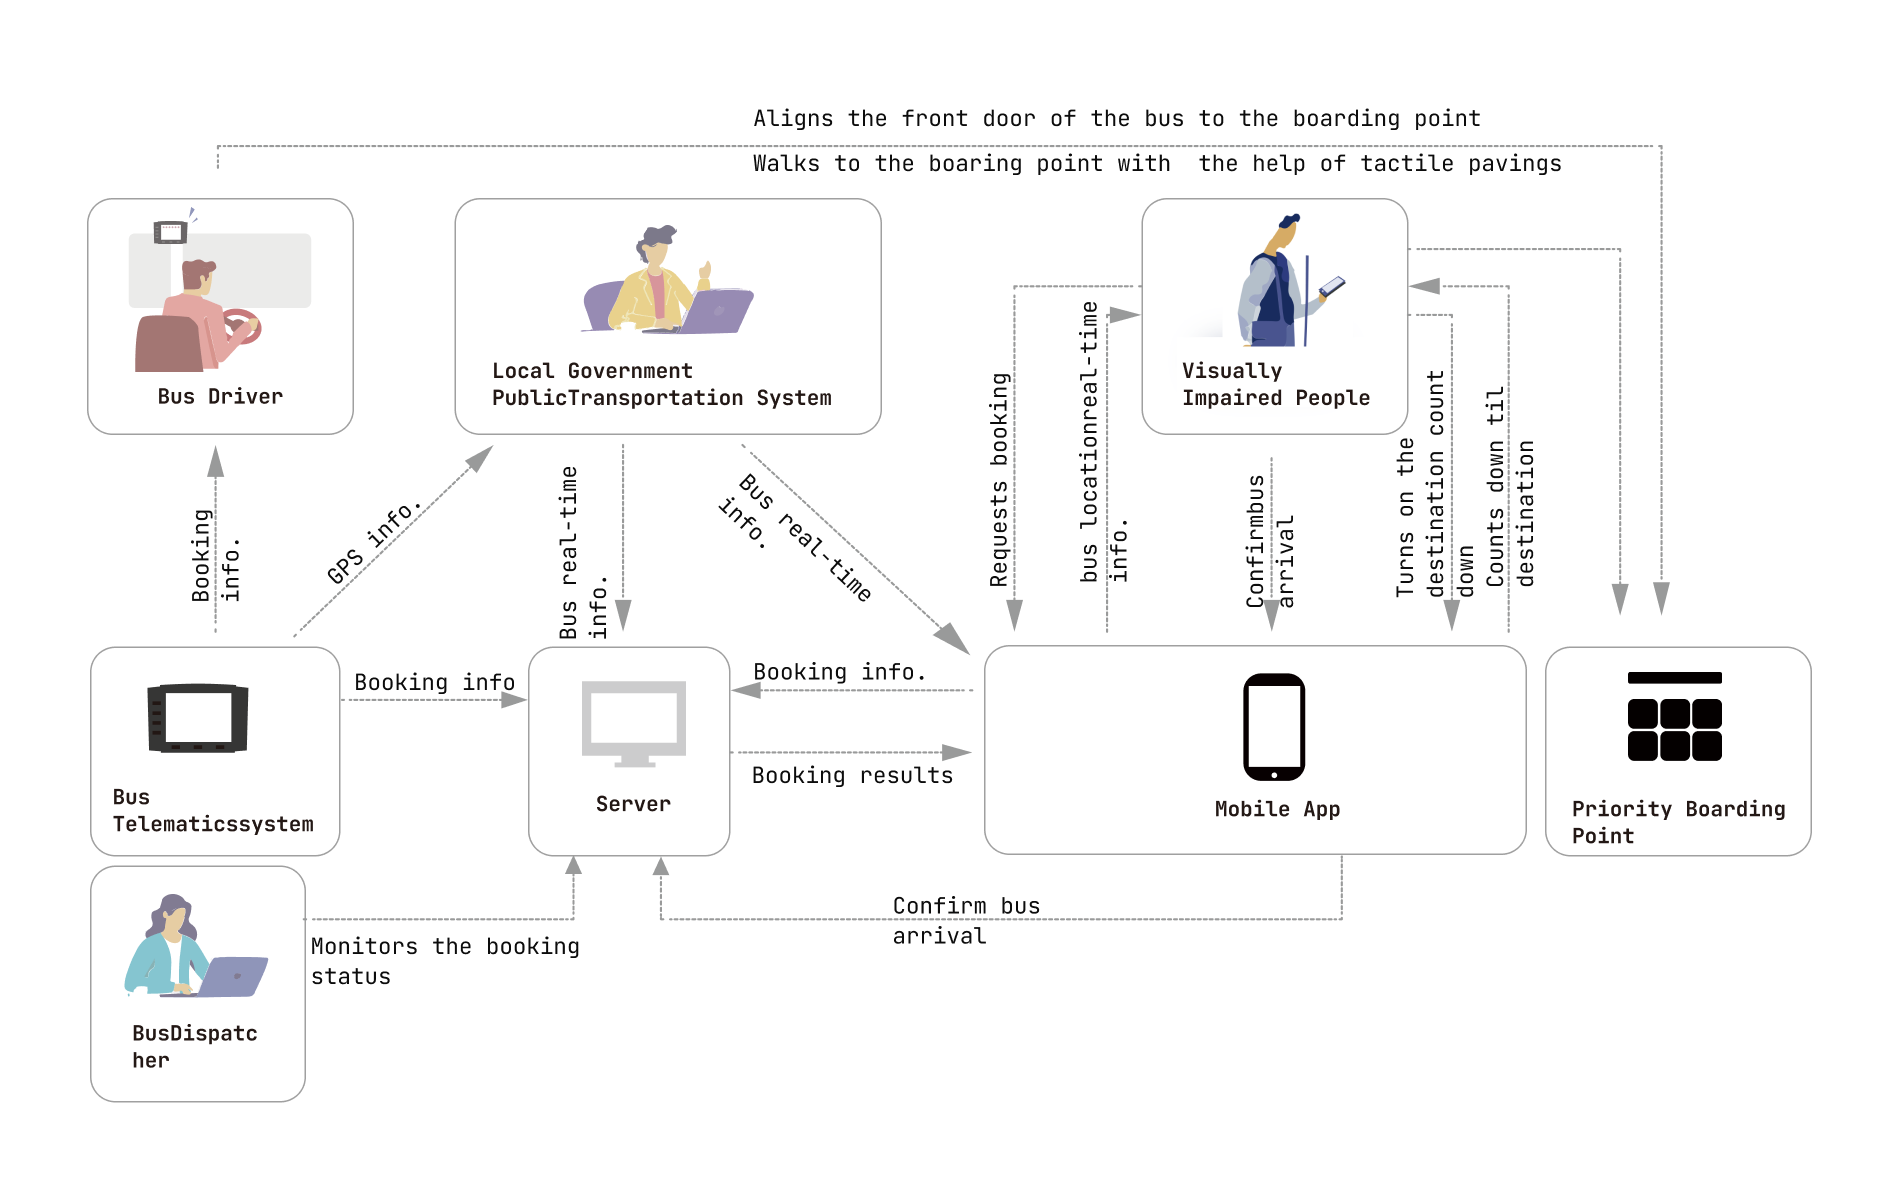 Aligns the front door of the bus to the boarding point
Walks to the boaring point with the help of tactile pavings
Bus Driver
Local Government
PublicTransportation System
Visually
Impaired People
Booking
info.
GPS info.
Bus real-time
info.
Bus real-time
info.
Requests booking
bus locationreal-time
info.
Confirmbus
arrival
Turns on the
destination count
down
Counts down til
destination
Booking info
Booking info.
Booking results
Bus
Telematicssystem
Server
Mobile App
Priority Boarding
Point
Monitors the booking
status
Confirm bus
arrival
BusDispatc
her